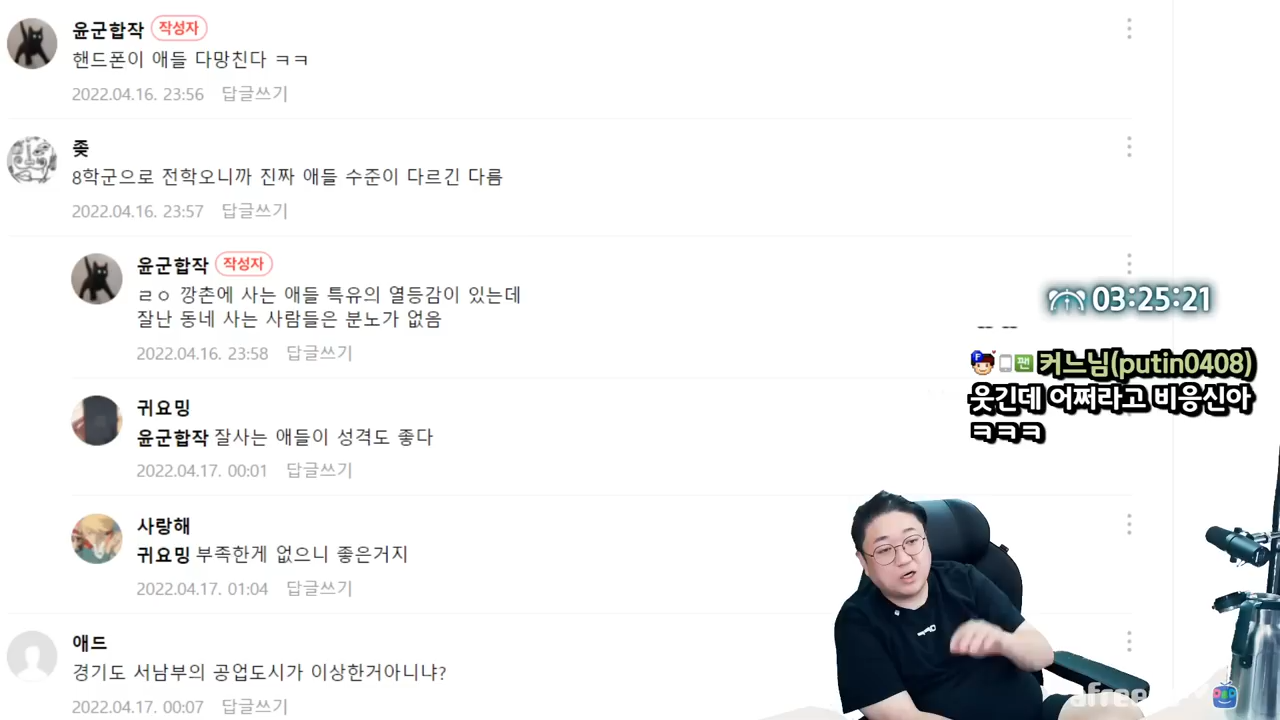 윤군합작 작성자
핸드폰이 애들 다망친다 ㅋㅋ
2022.04.16. 23:56 답글쓰기
좆
8학군으로 전학오니까 진짜 애들 수준이 다르긴 다름
2022.04.16. 23:57 답글쓰기
윤군합작 작성자
ㄹㅇ 깡촌에 사는 애들 특유의 열등감이 있는데
잘난 동네 사는 사람들은 분노가 없음
2022.04.16. 23:58 답글쓰기
03:25:21
F 팬 커느님(putin0408)
웃긴데 어쩌라고 비응신아
ㅋㅋㅋ
귀요밍
윤군합작 잘사는 애들이 성격도 좋다
2022.04.17. 00:01 답글쓰기
사랑해
귀요밍 부족한게 없으니 좋은거지
2022.04.17. 01:04 답글쓰기
애드
경기도 서남부의 공업도시가 이상한거아니냐?
2022.04.17. 00:07 답글쓰기